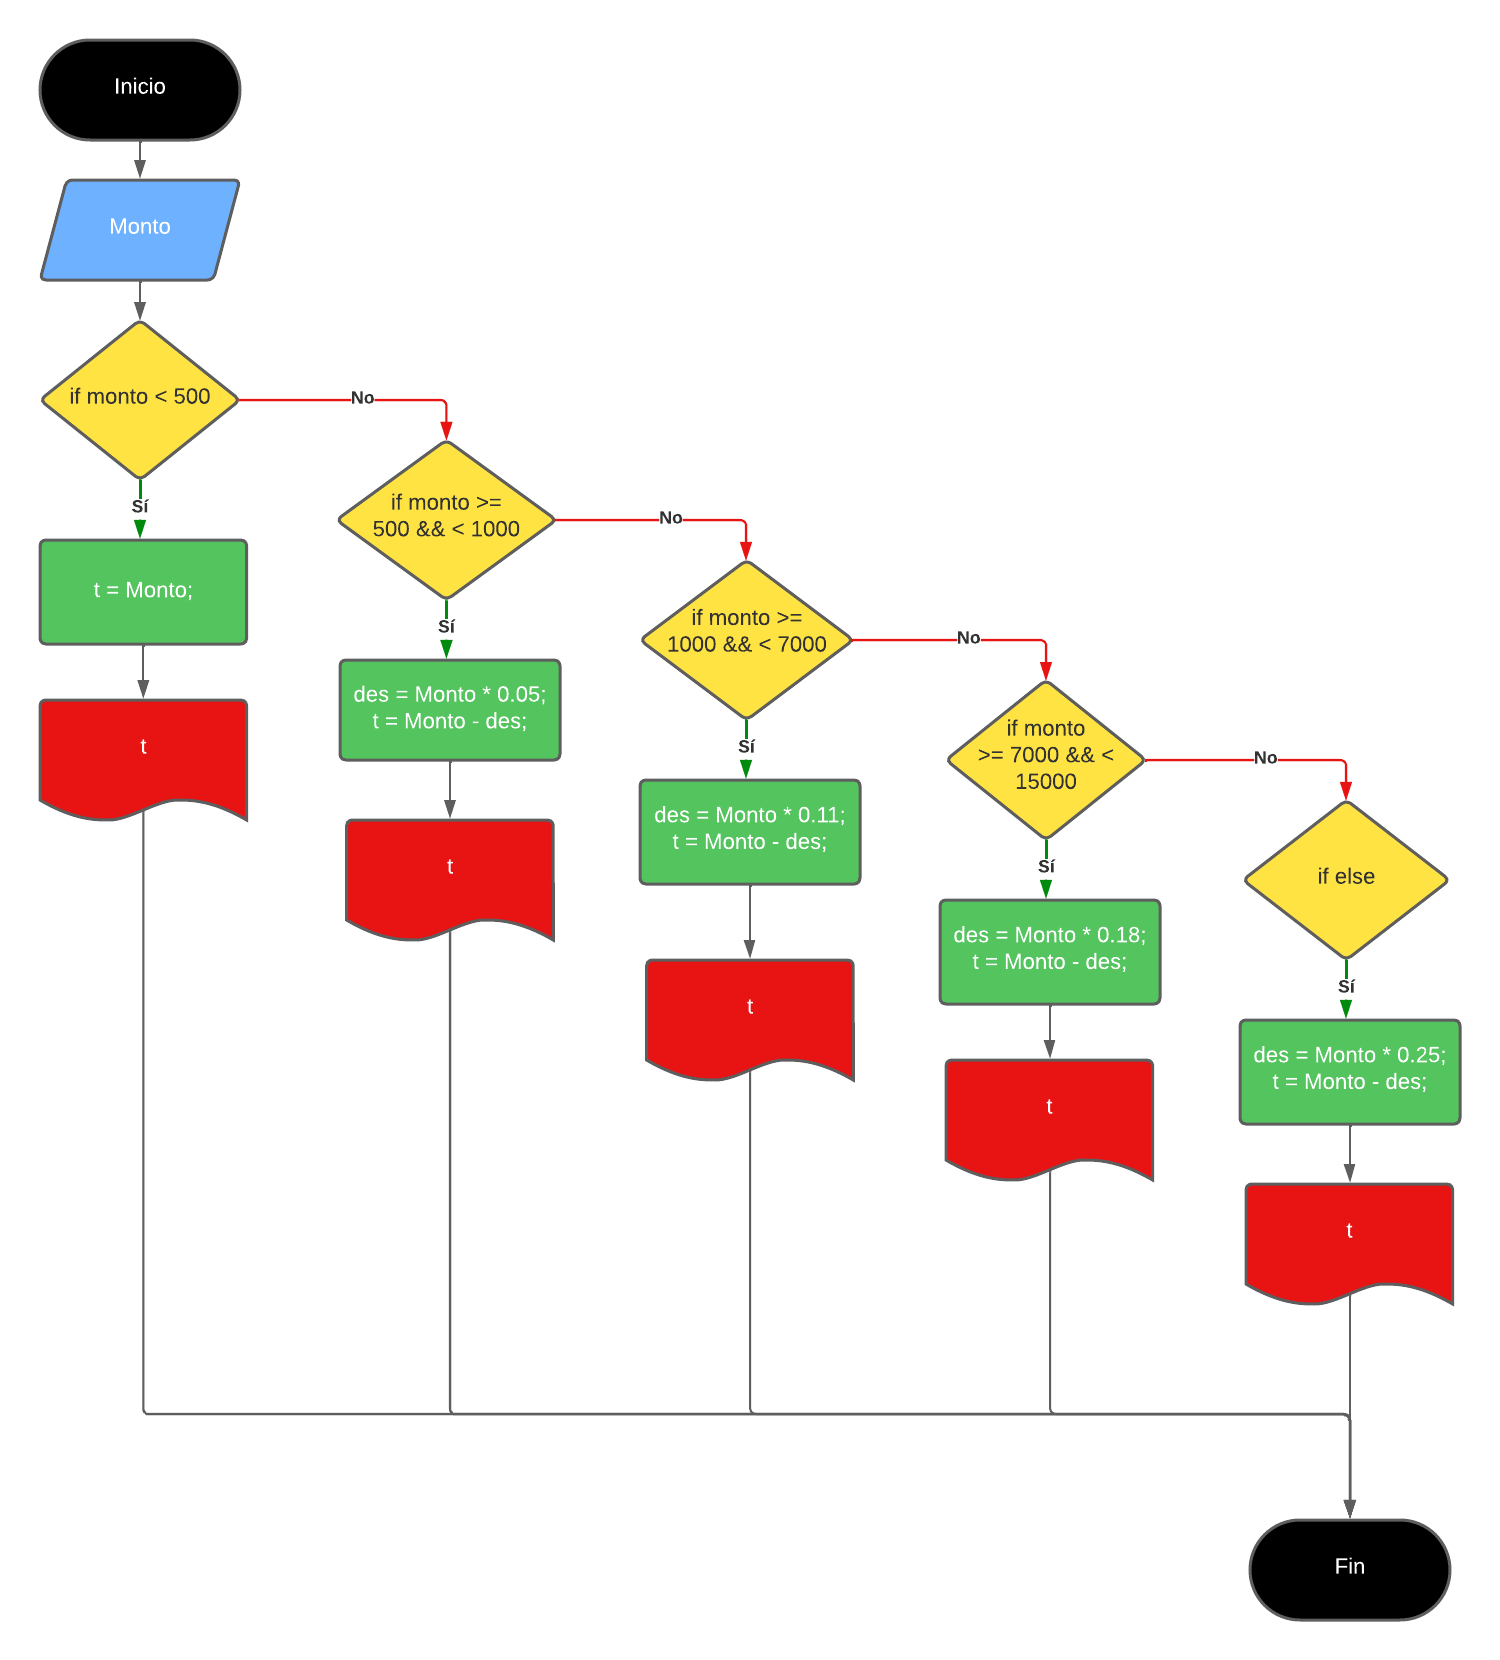 Inicio
Monto
if monto < 500
No
Sí
t = Monto;
t
if monto >=
500 && < 1000
No
Sí
des = Monto * 0.05;
t = Monto - des;
t
if monto >=
1000 && < 7000
No
Sí
des = Monto * 0.11;
t = Monto - des;
t
if monto
>= 7000 && <
15000
No
Sí
des = Monto * 0.18;
t = Monto - des;
t
if else
Sí
des = Monto * 0.25;
t = Monto - des;
t
Fin